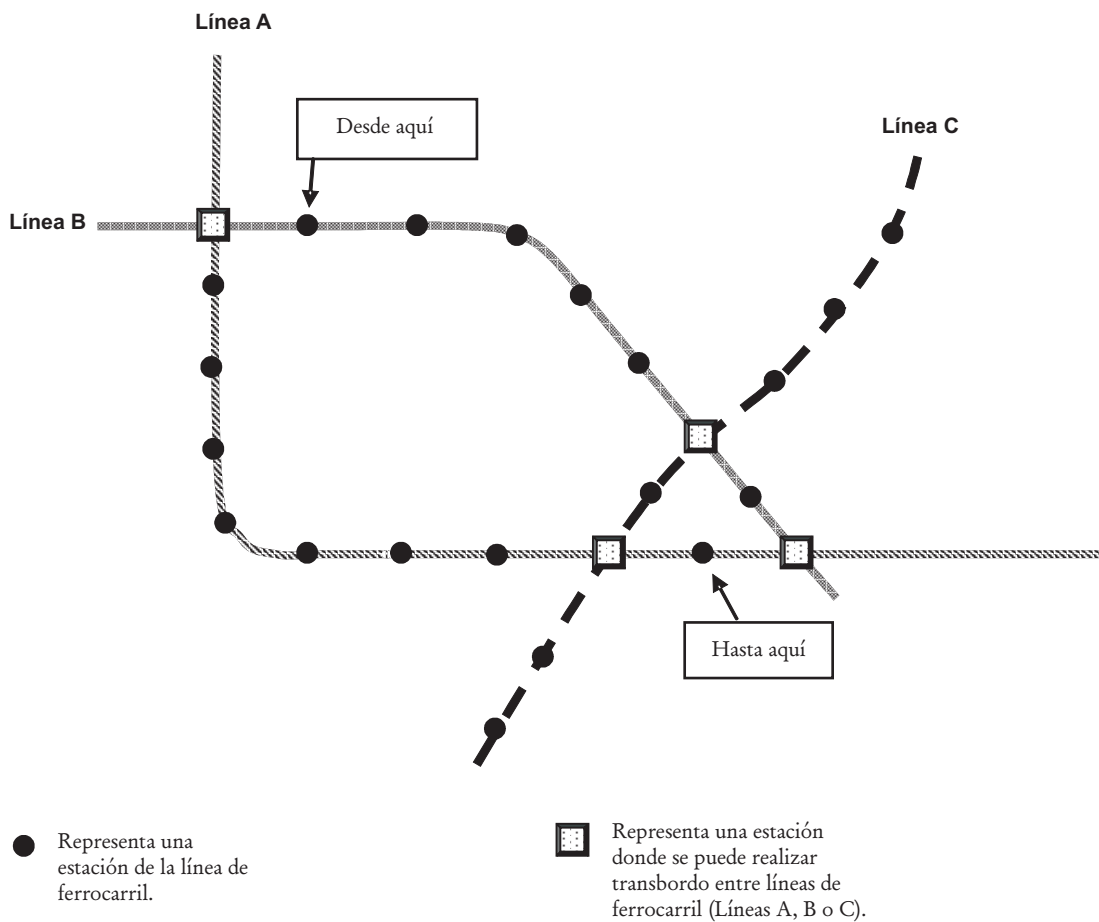 Línea A
Desde aquí
Línea C
Línea B
Hasta aquí
Representa una
estación de la línea de
ferrocarril.
Representa una estación
donde se puede realizar
transbordo entre líneas de
ferrocarril (Líneas A, B o C).